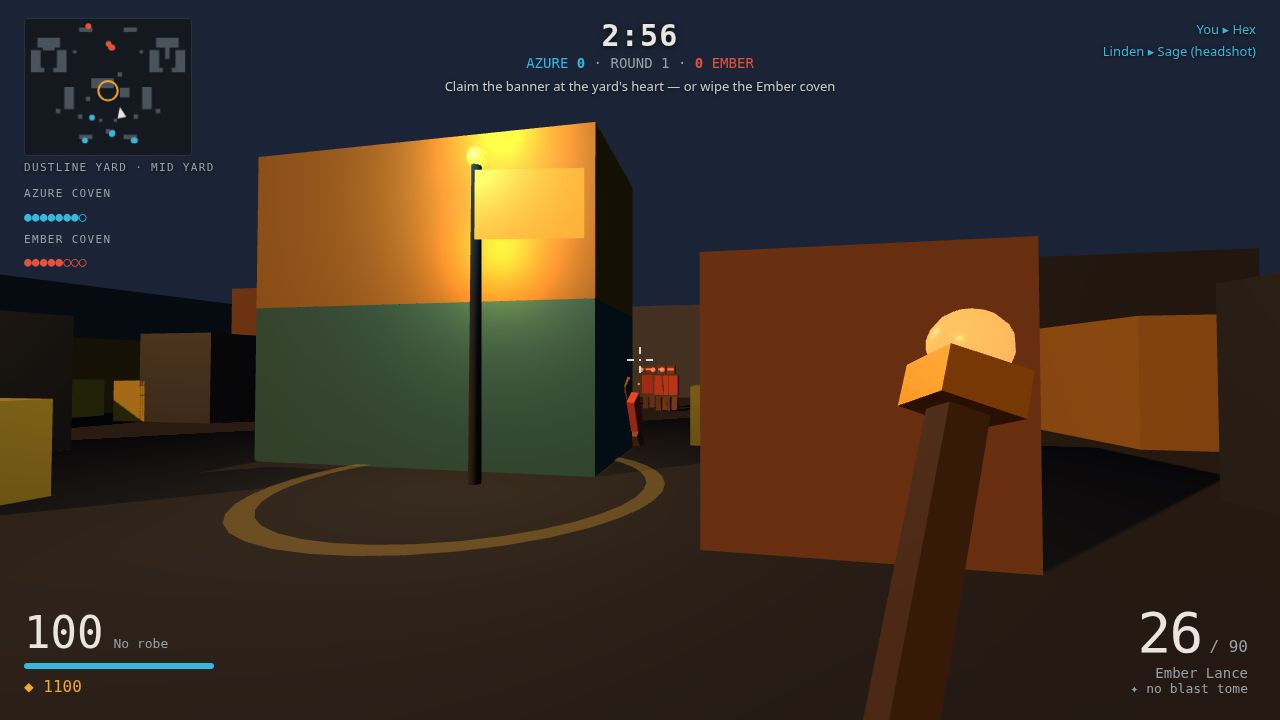 2:56
AZURE 0 · ROUND 1 · 0 EMBER
Claim the banner at the yard's heart — or wipe the Ember coven
You ▸ Hex
Linden ▸ Sage (headshot)
DUSTLINE YARD · MID YARD
AZURE COVEN
EMBER COVEN
100 No robe
◆ 1100
26 / 90
Ember Lance
✦ no blast tome